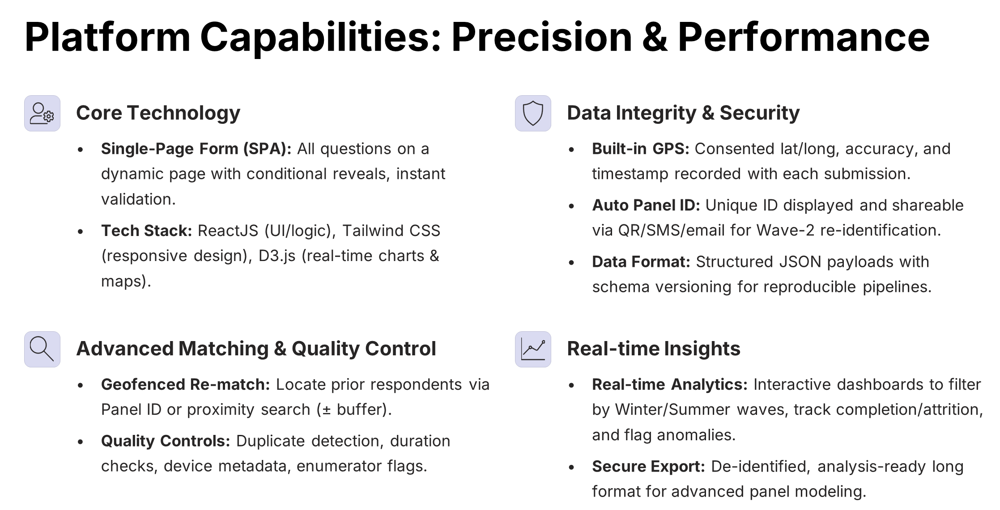 Platform Capabilities: Precision & Performance
Core Technology
• Single-Page Form (SPA): All questions on a
dynamic page with conditional reveals, instant
validation.
• Tech Stack: ReactJS (UI/logic), Tailwind CSS
(responsive design), D3.js (real-time charts &
maps).
Data Integrity & Security
• Built-in GPS: Consented lat/long, accuracy, and
timestamp recorded with each submission.
• Auto Panel ID: Unique ID displayed and shareable
via QR/SMS/email for Wave-2 re-identification.
• Data Format: Structured JSON payloads with
schema versioning for reproducible pipelines.
Advanced Matching & Quality Control
• Geofenced Re-match: Locate prior respondents via
Panel ID or proximity search (± buffer).
• Quality Controls: Duplicate detection, duration
checks, device metadata, enumerator flags.
Real-time Insights
• Real-time Analytics: Interactive dashboards to filter
by Winter/Summer waves, track completion/attrition,
and flag anomalies.
• Secure Export: De-identified, analysis-ready long
format for advanced panel modeling.